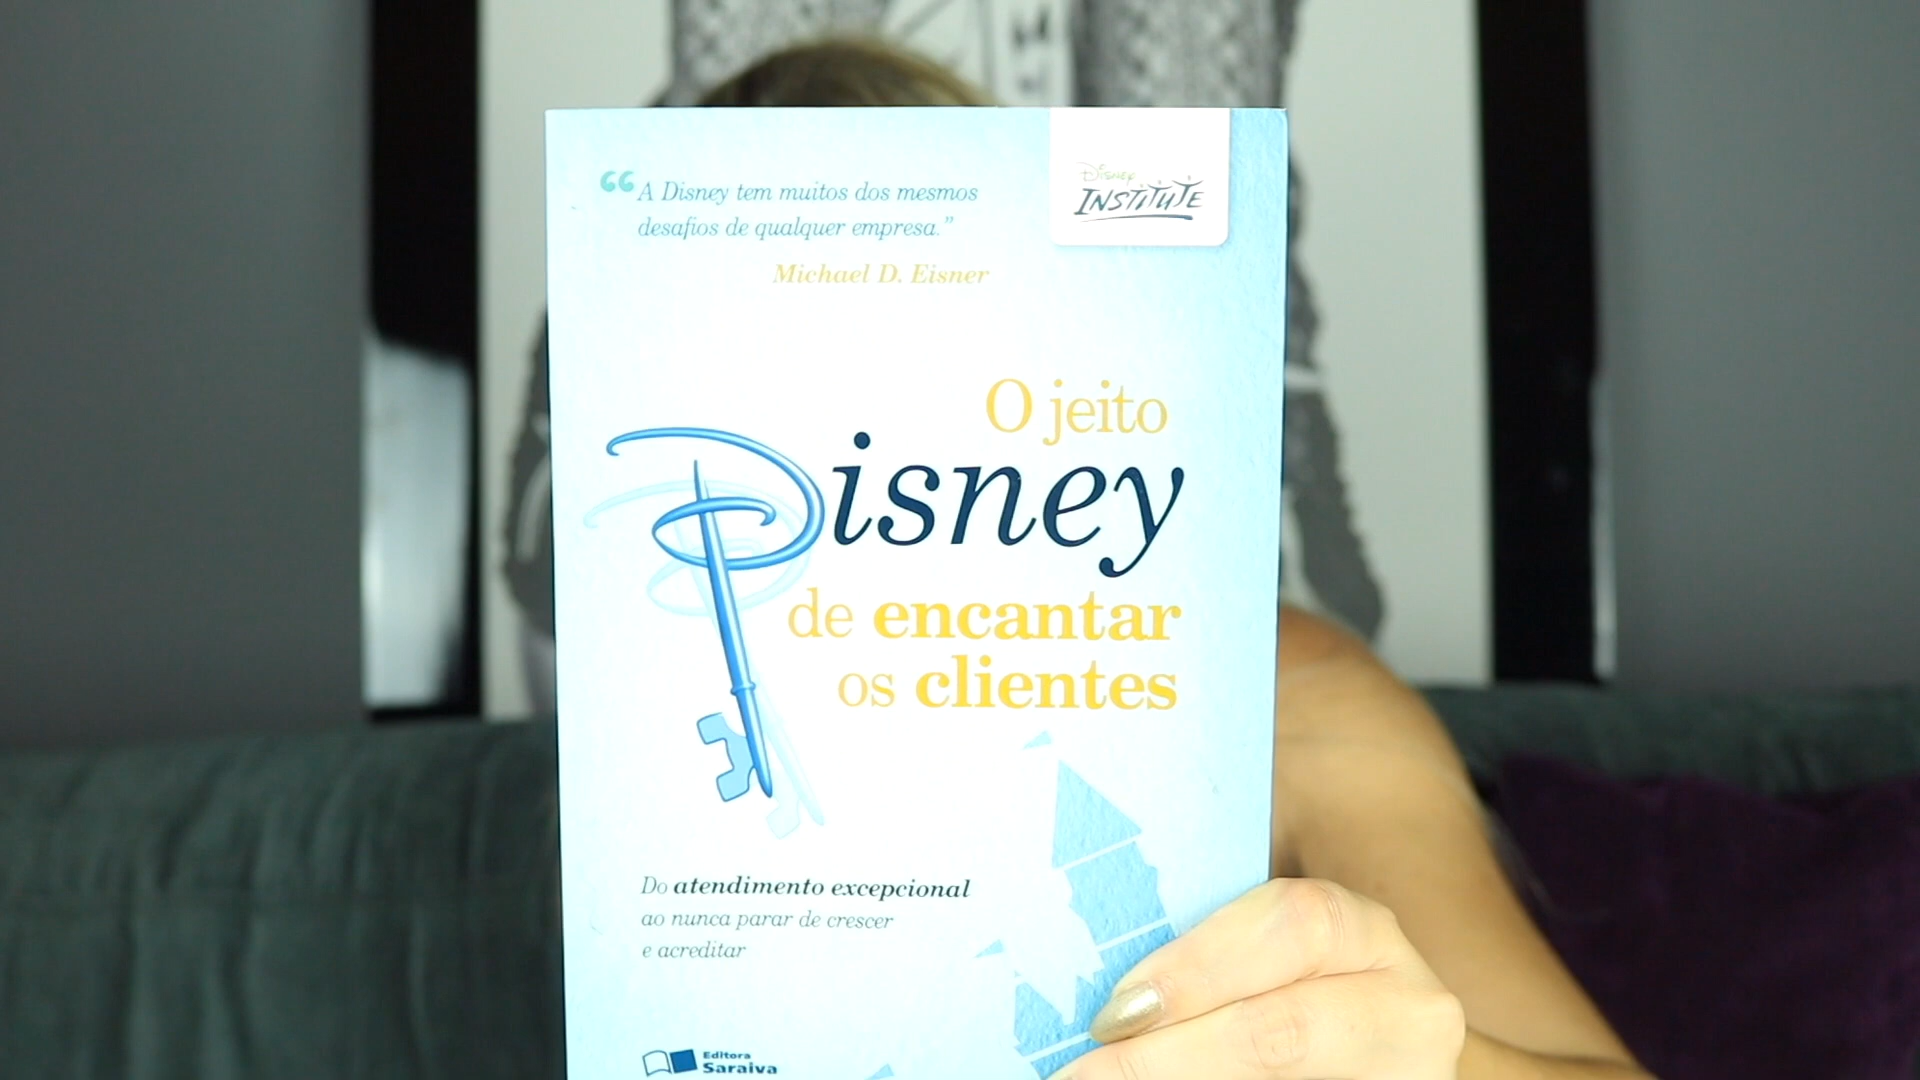 “A Disney tem muitos dos mesmos
desafios de qualquer empresa.”
Michael D. Eisner
Disney
INSTITUTE
O jeito
Disney
de encantar
os clientes
Do atendimento excepcional
ao nunca parar de crescer
e acreditar
Editora
Saraiva